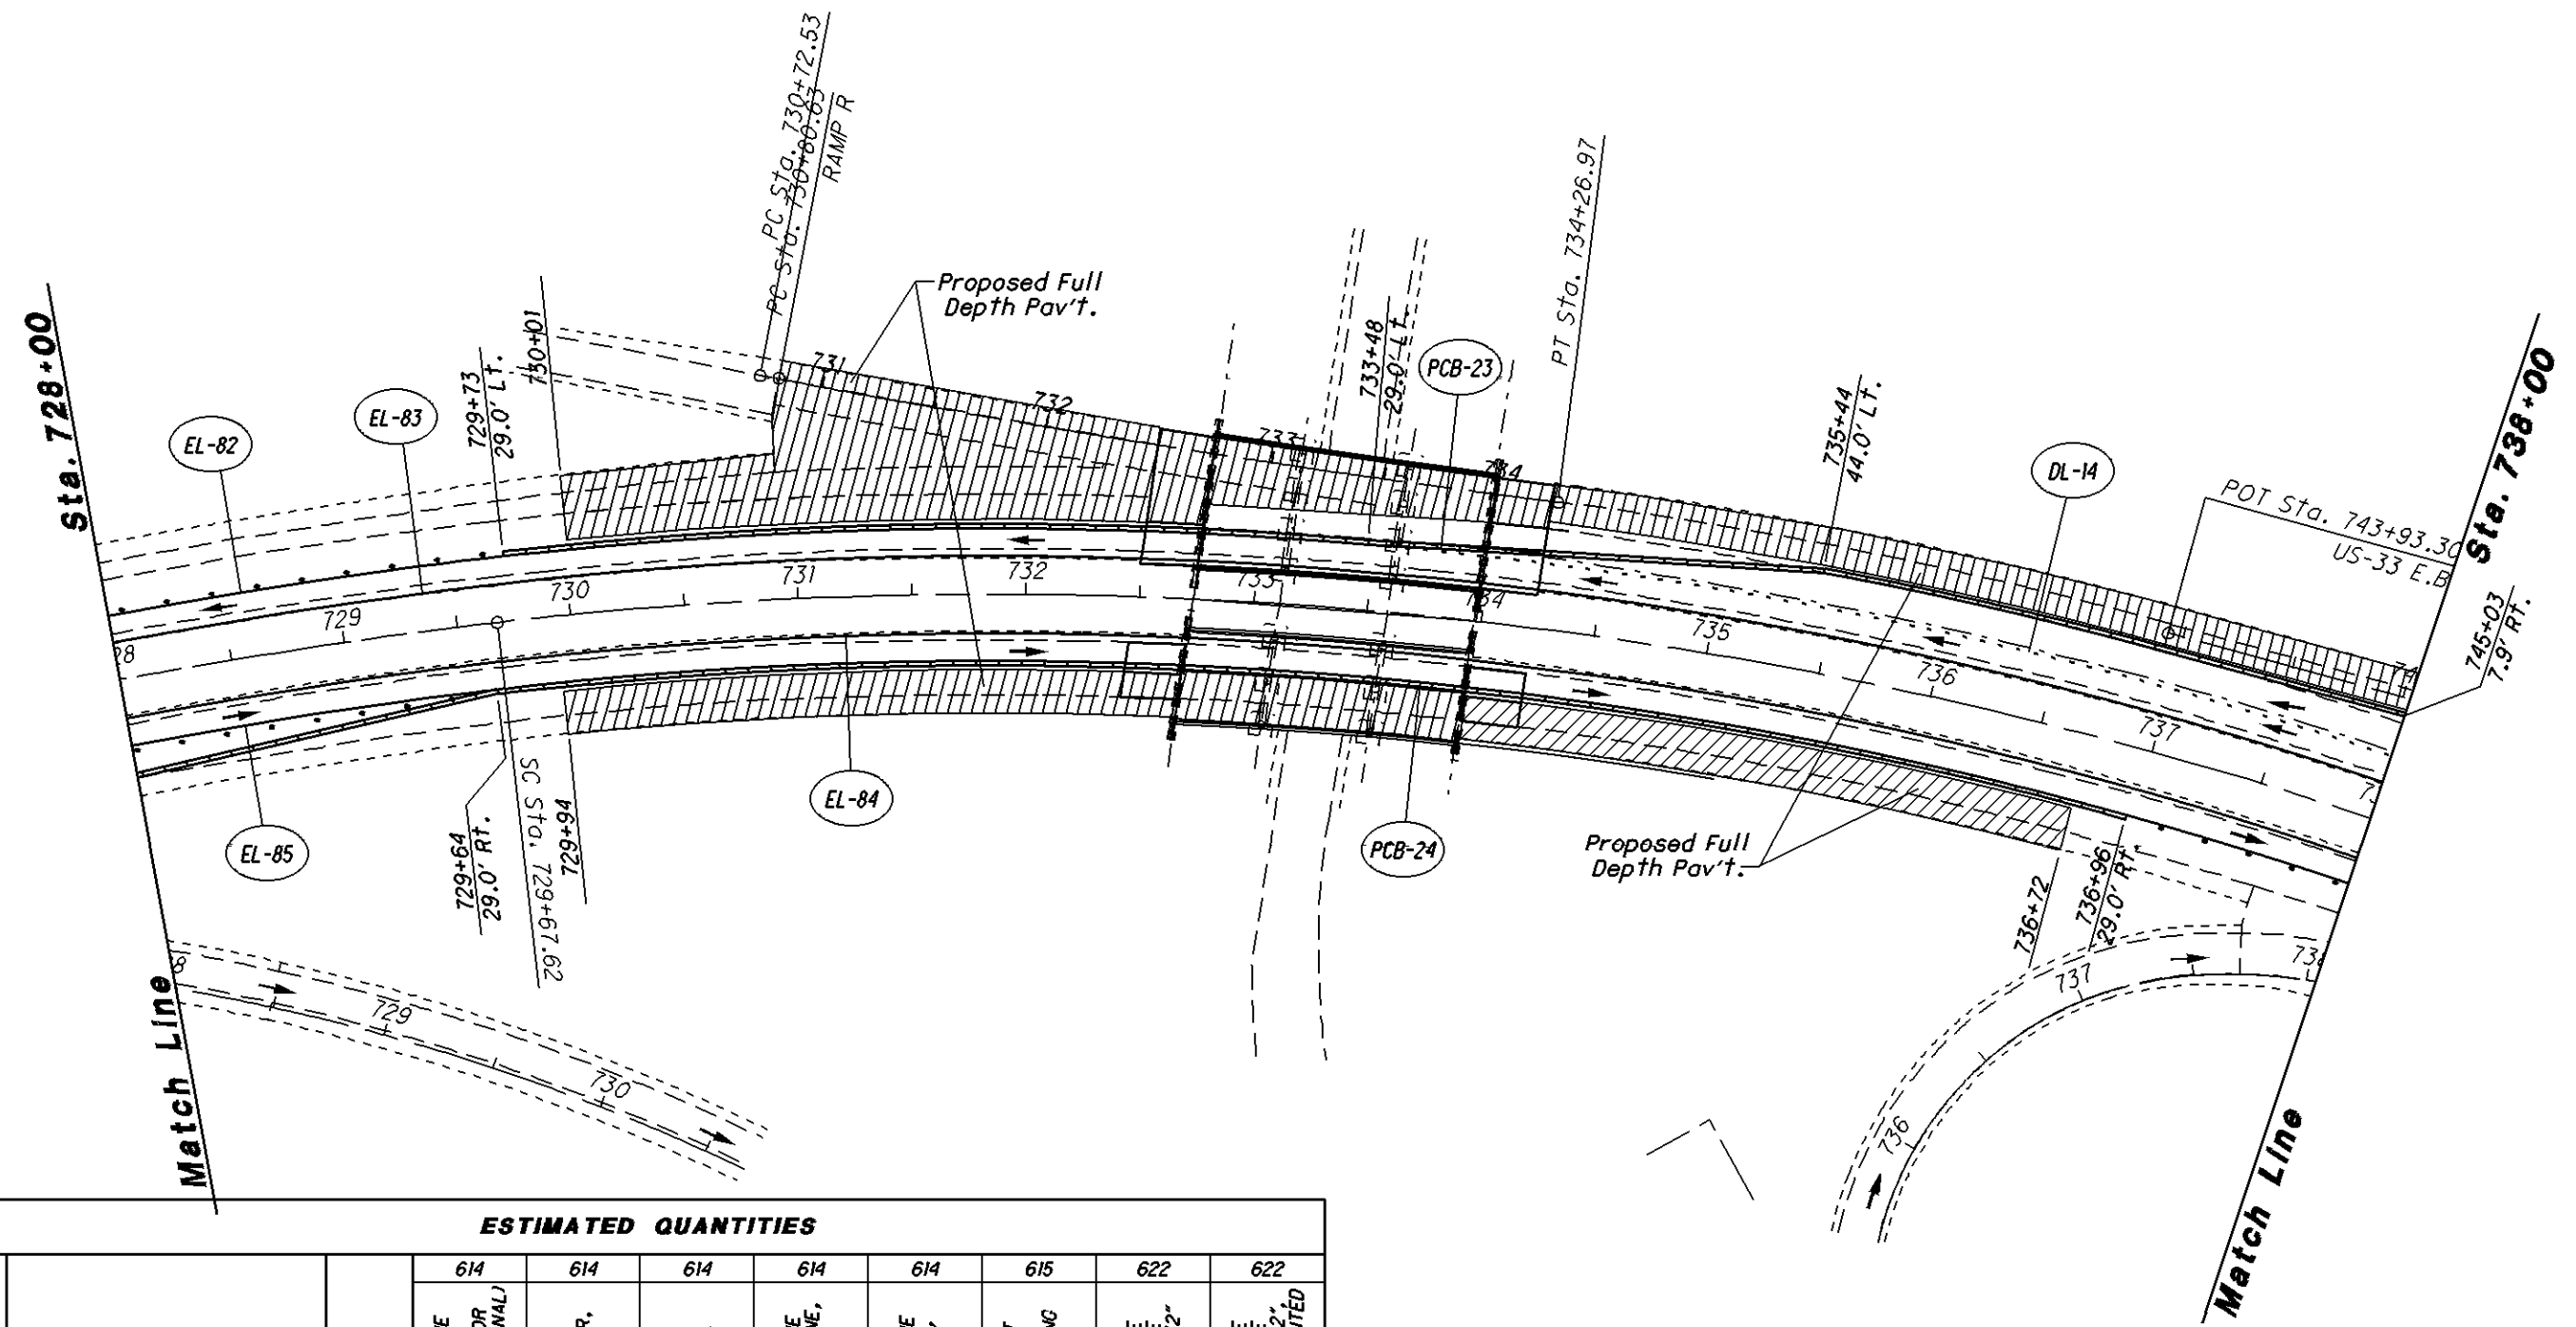 PC Sta. 730+72.53
PC Sta. 730+80.63
RAMP R
Sta. 728+00
Match Line
EL-82
EL-83
729+73
29.0' Lt.
730+01
Proposed Full
Depth Pav't.
731
732
733
734
733+48
29.0' Lt.
PCB-23
PT Sta. 734+26.97
735+44
44.0' Lt.
DL-14
POT Sta. 743+93.30
US-33 E.B
Sta. 738+00
745+03
7.9' Rt.
729
730
731
732
733
734
735
736
737
EL-85
729+64
29.0' Rt.
SC Sta. 729+67.62
729+94
EL-84
PCB-24
Proposed Full
Depth Pav't.
736+72
736+96
29.0' Rt.
729
730
736
737
738
Match Line
ESTIMATED QUANTITIES
614 614 614 614 614 615 622 622